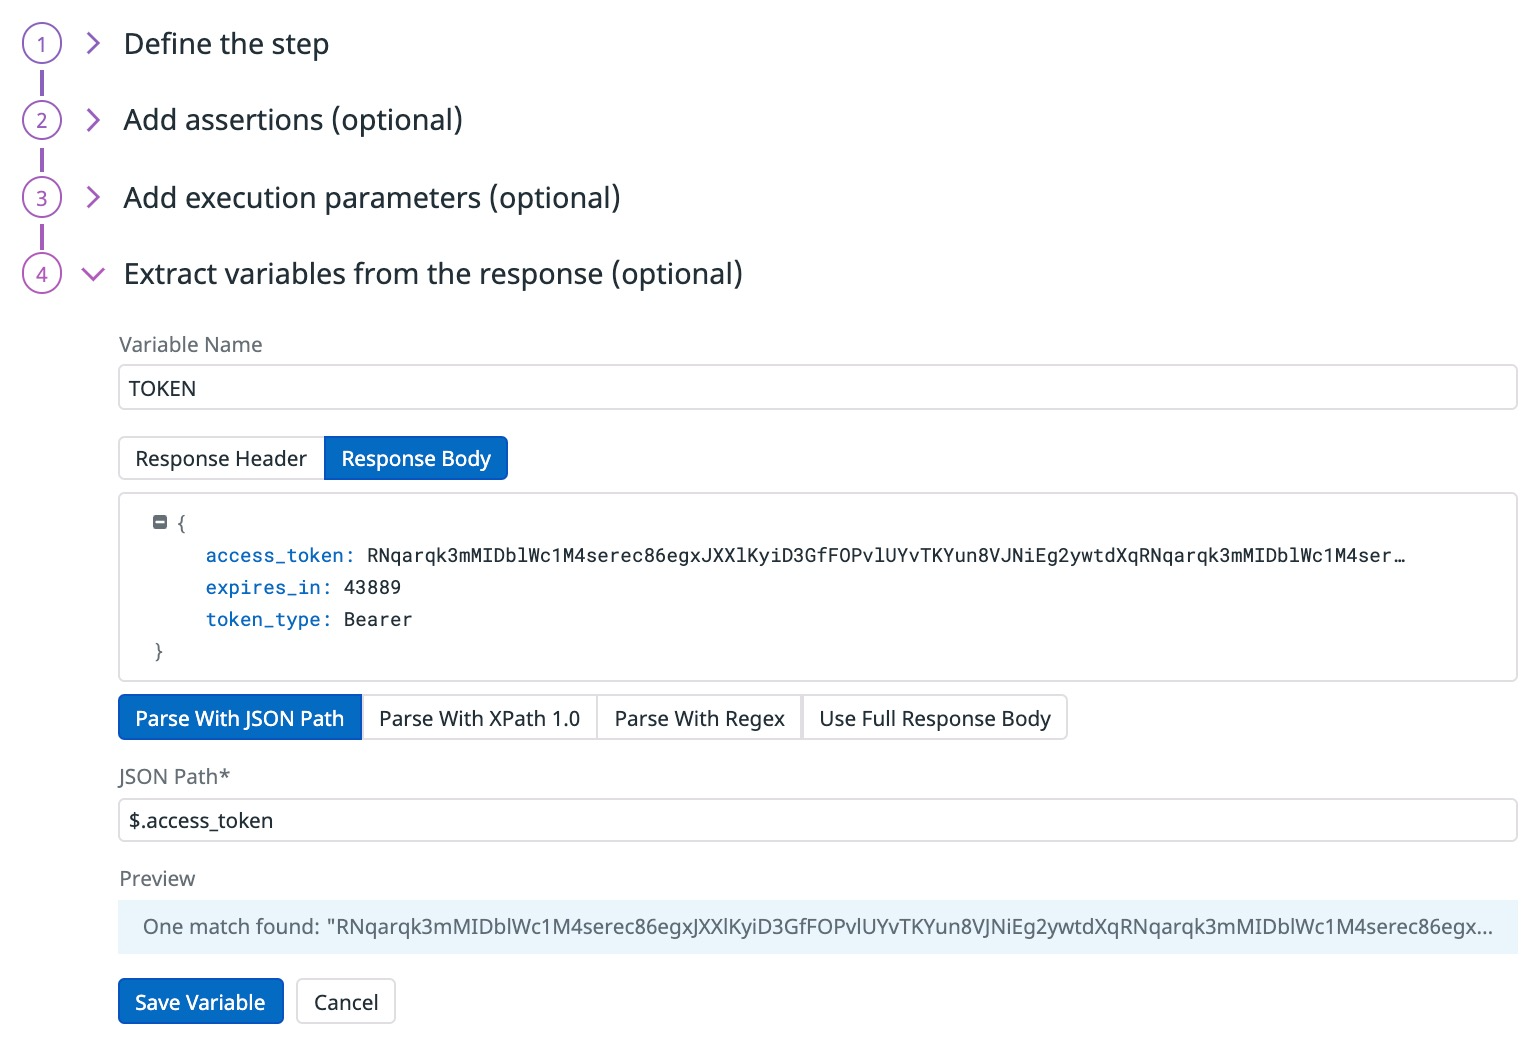 1 Define the step
2 Add assertions (optional)
3 Add execution parameters (optional)
4 Extract variables from the response (optional)
Variable Name
TOKEN
Response Header Response Body
{
access_token: RNqarqk3mMIDblWc1M4serec86egxJXXlKyiD3GfFOPvlUYvTKYun8VJNiEg2ywtdXqRNqarqk3mMIDblWc1M4ser…
expires_in: 43889
token_type: Bearer
}
Parse With JSON Path Parse With XPath 1.0 Parse With Regex Use Full Response Body
JSON Path*
$.access_token
Preview
One match found: "RNqarqk3mMIDblWc1M4serec86egxJXXlKyiD3GfFOPvlUYvTKYun8VJNiEg2ywtdXqRNqarqk3mMIDblWc1M4serec86egx...
Save Variable Cancel